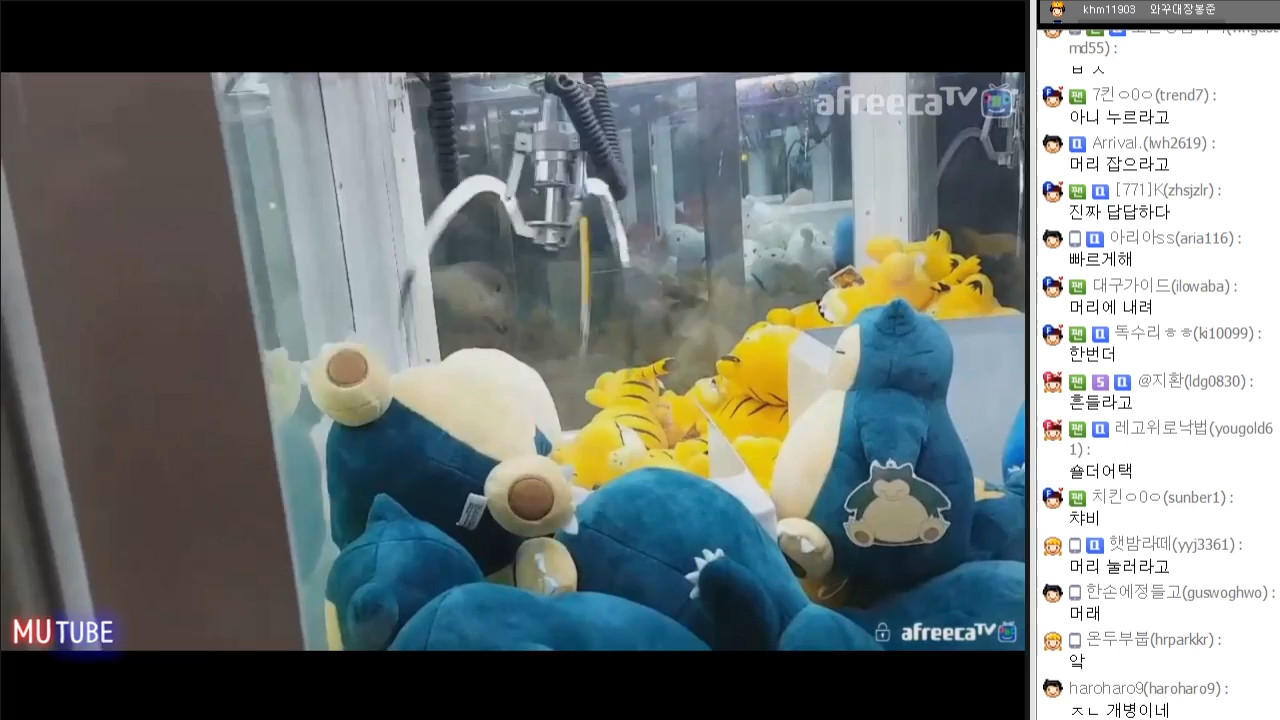 khm11903 와꾸대장봉준
md55) :
ㅂ ㅅ
7킨ㅇ0ㅇ(trend7) :
아니 누르라고
Arrival.(lwh2619) :
머리 잡으라고
[771]K(zhsjzlr) :
진짜 답답하다
아리아ss(aria116) :
빠르게해
대구가이드(ilowaba) :
머리에 내려
독수리ㅎㅎ(ki10099) :
한번더
@지환(ldg0830) :
흔들라고
레고위로낙법(yougold6
1) :
숄더어택
치킨ㅇ0ㅇ(sunber1) :
챠비
햇밤라떼(yyj3361) :
머리 눌러라고
한손에정들고(guswoghwo) :
머래
온두부붑(hrparkkr) :
악
haroharo9(haroharo9) :
ㅈㄴ 개병이네
afreecaTV
MUTUBE
afreecaTV